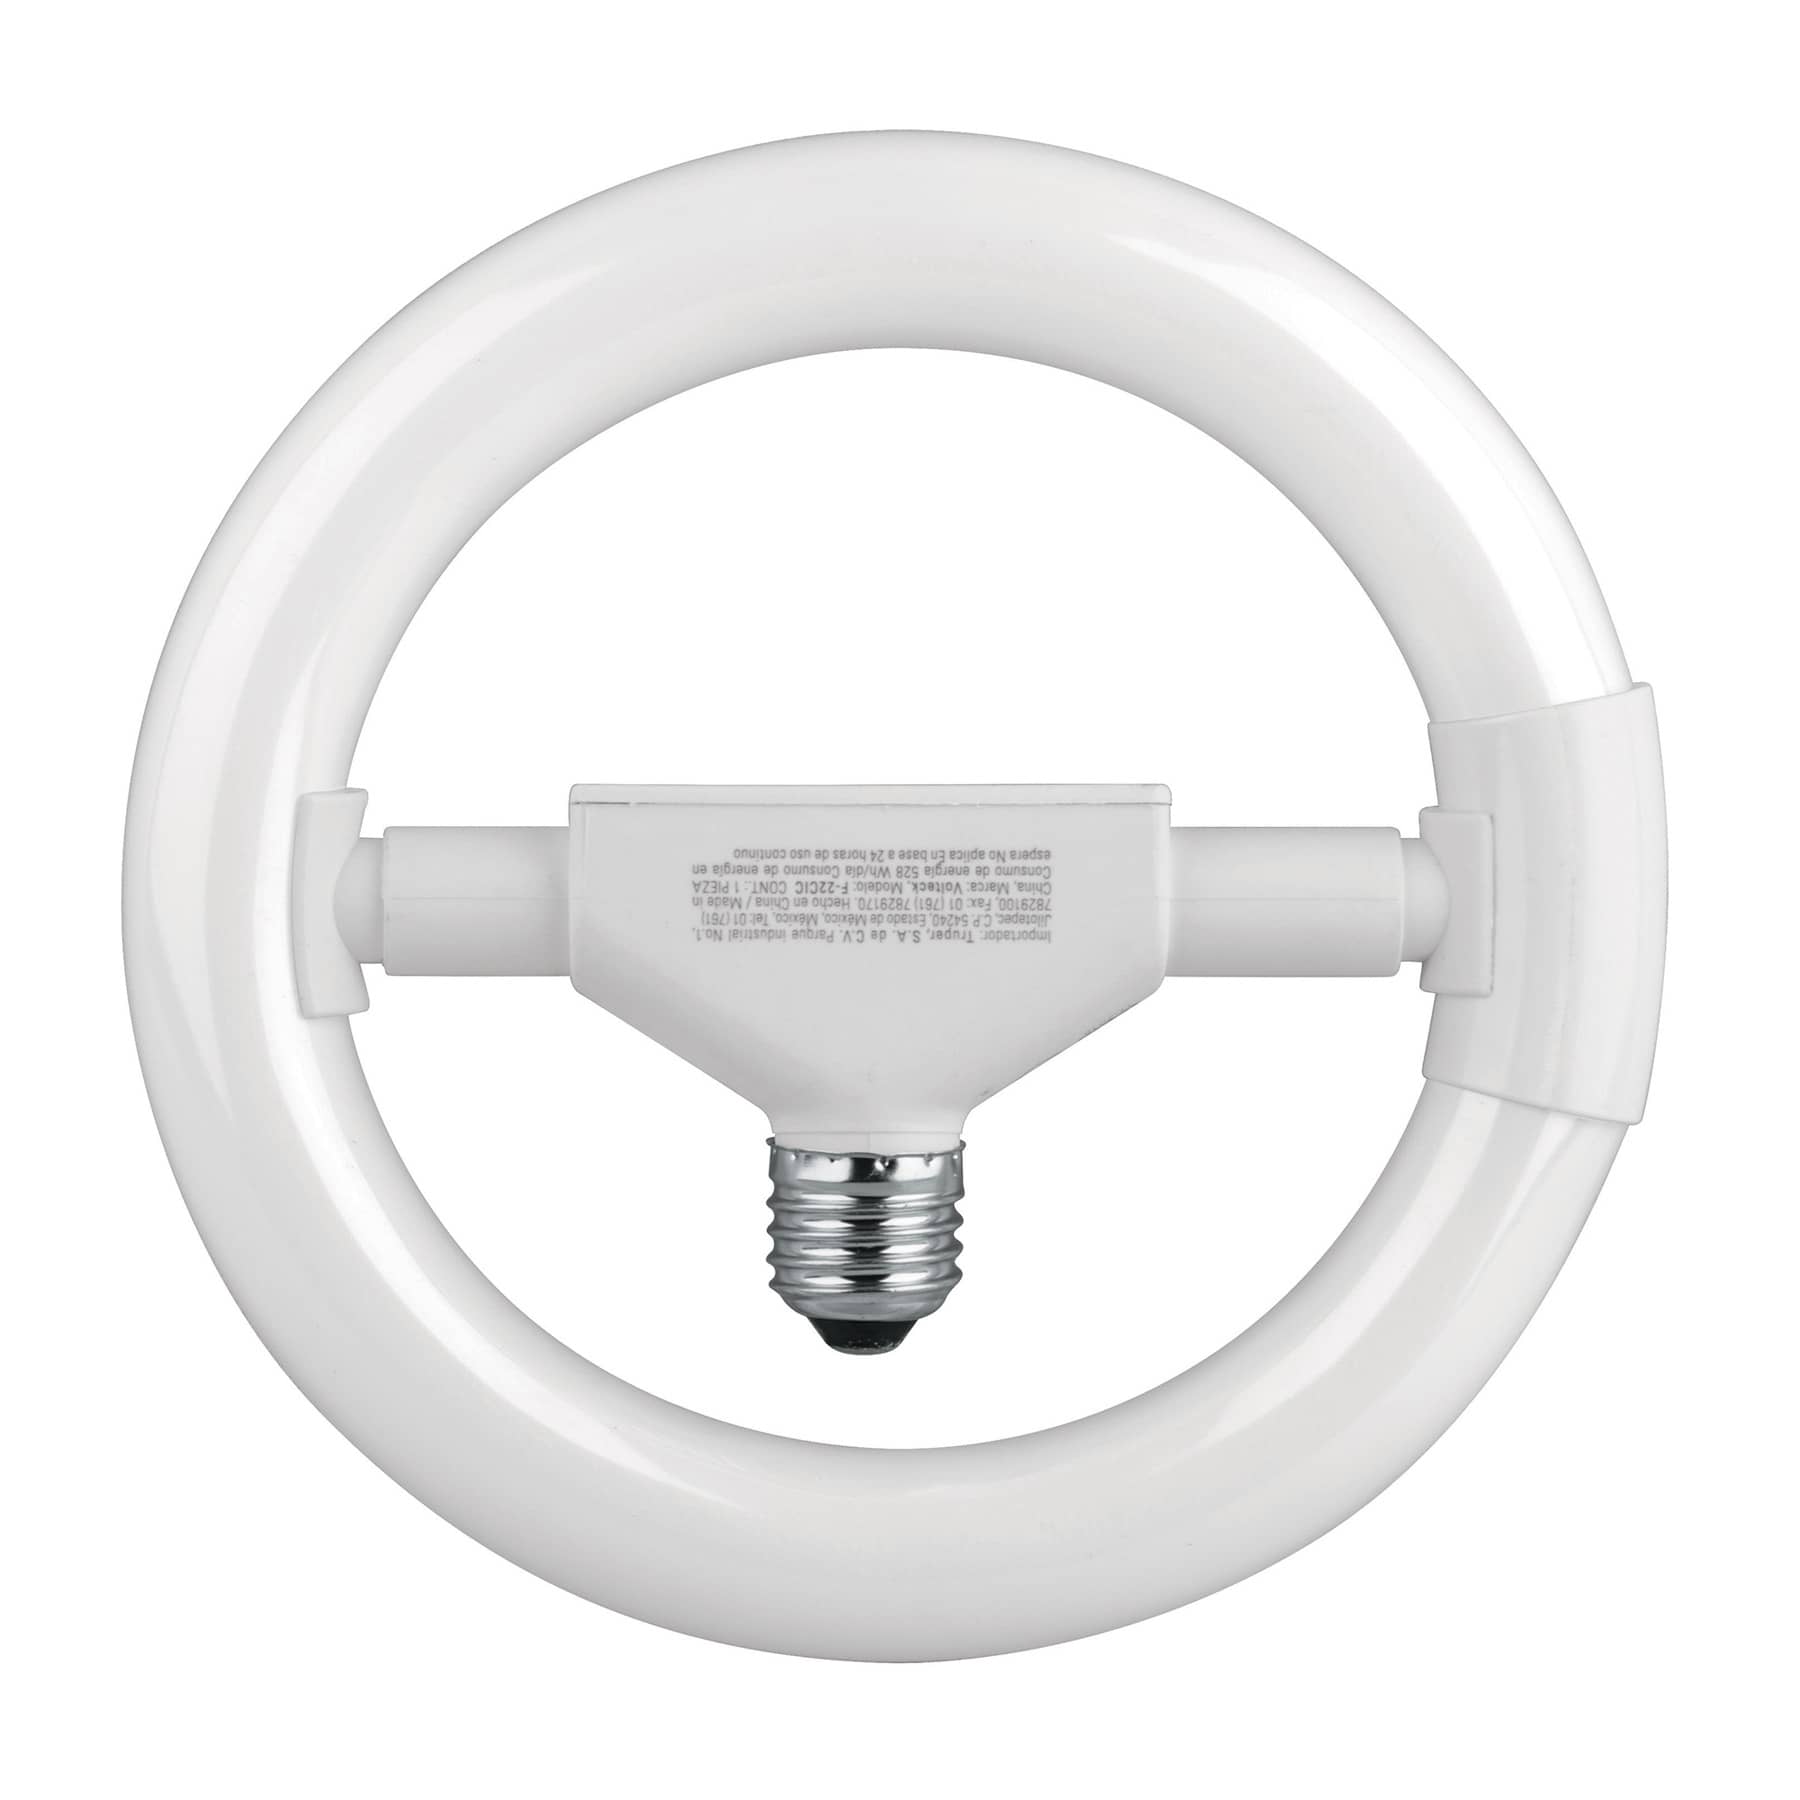 Importador: Truper, S.A. de C.V. Parque industrial No.1,
Jilotepec, C.P. 54240, Estado de México, México, Tel: 01 (761)
7829100, Fax: 01 (761) 7829170. Hecho en China / Made in
China, Marca: Volteck, Modelo: F-22CIC CONT.: 1 PIEZA
Consumo de energía 528 Wh/día Consumo de energía en
espera No aplica En base a 24 horas de uso continuo